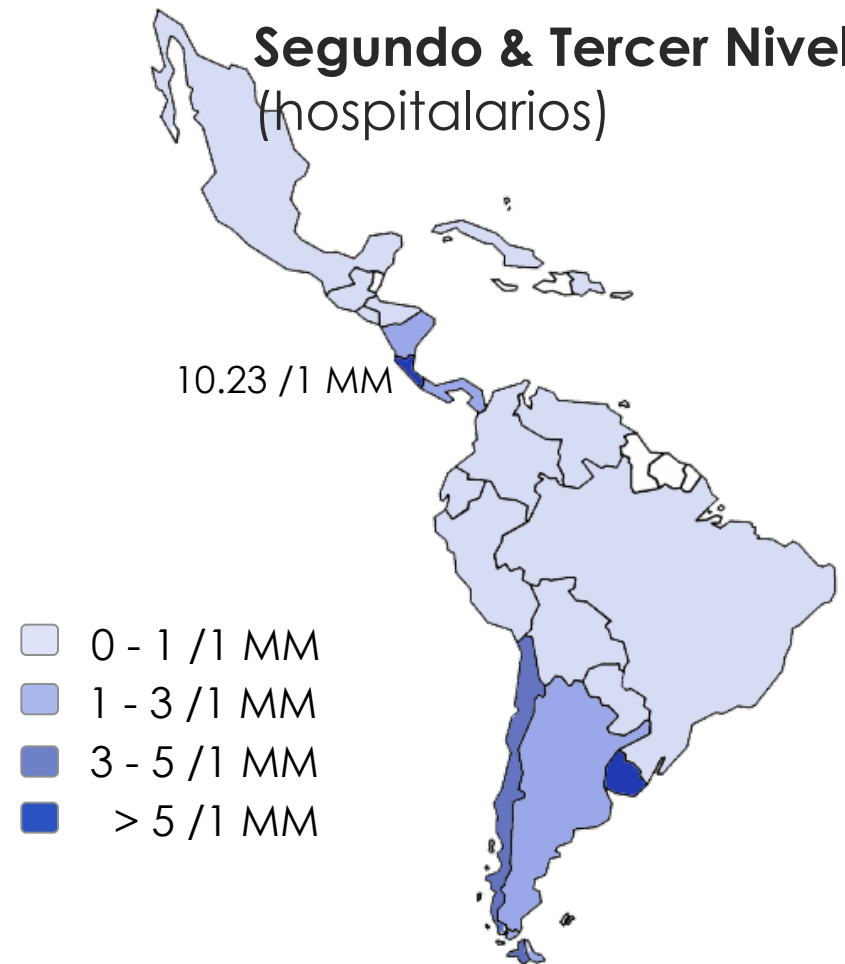 Segundo & Tercer Nivel
(hospitalarios)
10.23 /1 MM
0 - 1 /1 MM
1 - 3 /1 MM
3 - 5 /1 MM
> 5 /1 MM